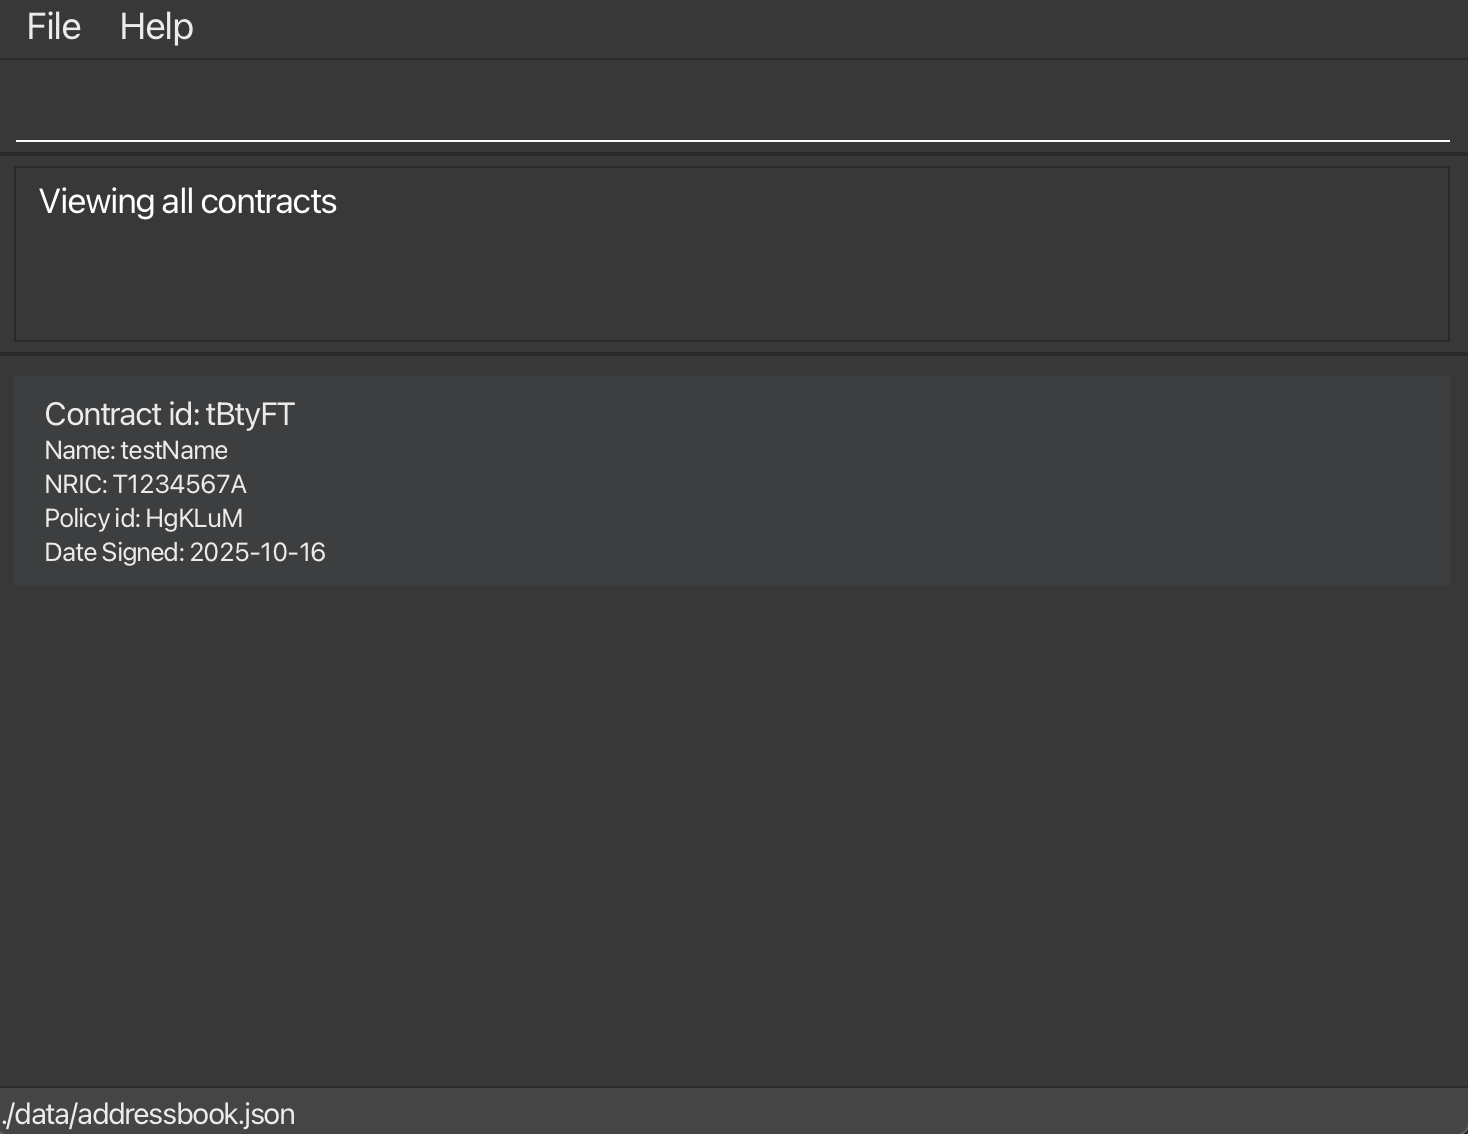 File Help
Viewing all contracts
Contract id: tBtyFT
Name: testName
NRIC: T1234567A
Policy id: HgKLuM
Date Signed: 2025-10-16
./data/addressbook.json